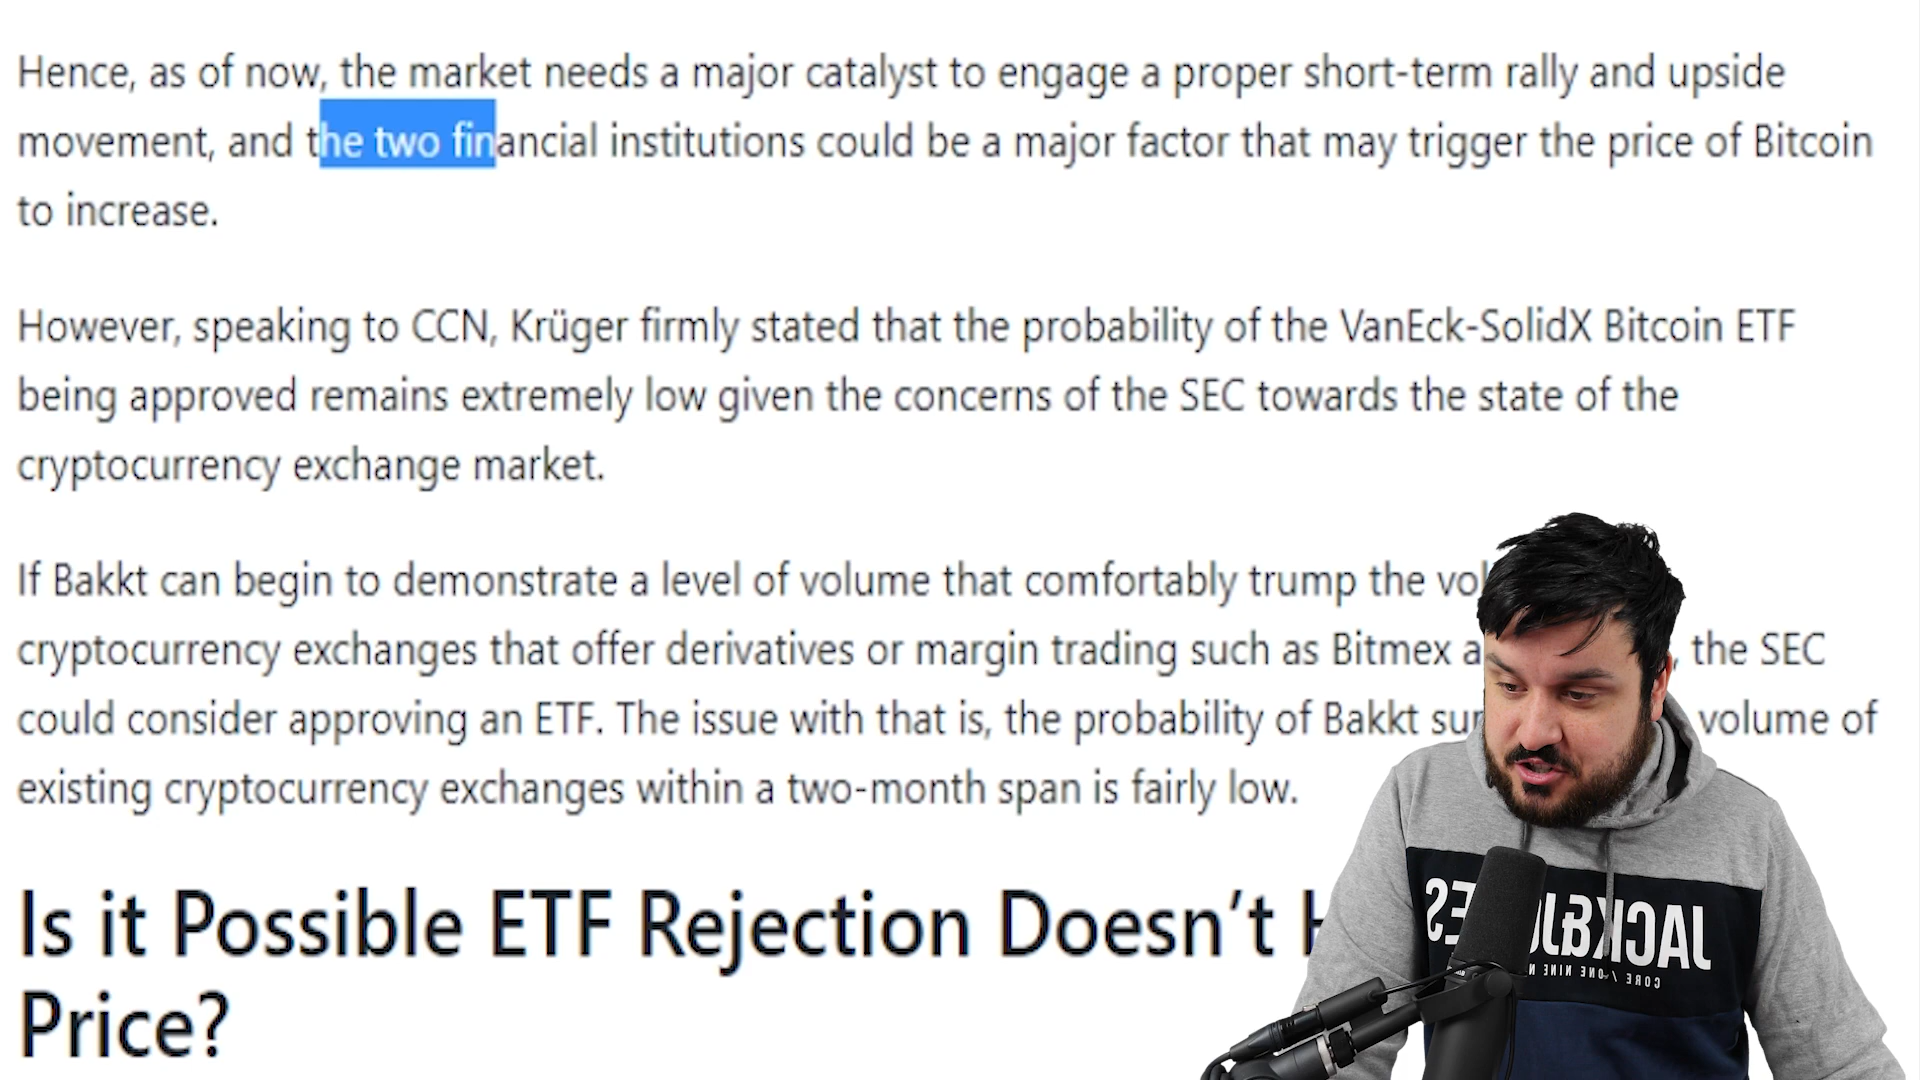 Hence, as of now, the market needs a major catalyst to engage a proper short-term rally and upside
movement, and the two financial institutions could be a major factor that may trigger the price of Bitcoin
to increase.
However, speaking to CCN, Krüger firmly stated that the probability of the VanEck-SolidX Bitcoin ETF
being approved remains extremely low given the concerns of the SEC towards the state of the
cryptocurrency exchange market.
If Bakkt can begin to demonstrate a level of volume that comfortably trump the
cryptocurrency exchanges that offer derivatives or margin trading such as Bitmex , the SEC
could consider approving an ETF. The issue with that is, the probability of Bakkt volume of
existing cryptocurrency exchanges within a two-month span is fairly low.
Is it Possible ETF Rejection Doesn’t
Price?
JACK&J ES
CORE / ONE NINE